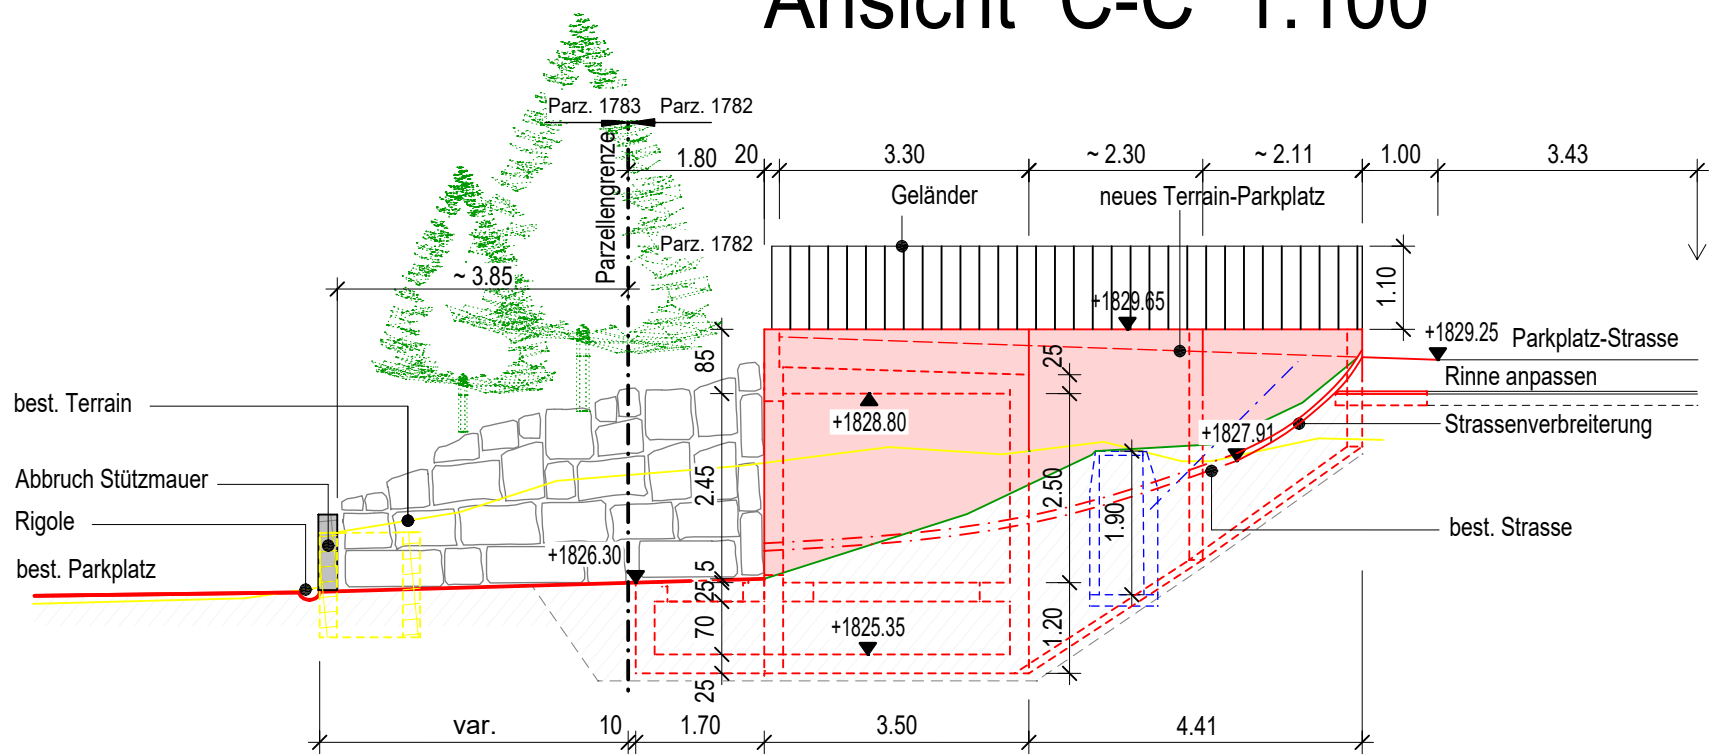 Ansicht C-C 1:100
Parz. 1783 Parz. 1782
Parzellengrenze
1.80 20 3.30 ~ 2.30 ~ 2.11 1.00 3.43
Geländer neues Terrain-Parkplatz
Parz. 1782
~ 3.85
1.10
+1829.65
+1829.25 Parkplatz-Strasse
85
25
Rinne anpassen
best. Terrain
+1828.80
Strassenverbreiterung
+1827.91
Abbruch Stützmauer
2.45
2.50
Rigole
1.90
best. Strasse
+1826.30
best. Parkplatz
5
25
70
+1825.35
1.20
25
var. 10 1.70 3.50 4.41